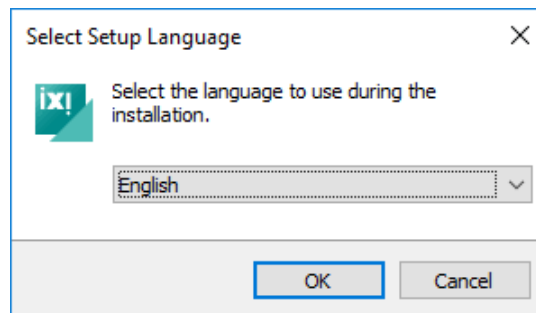 Select Setup Language
ixi
Select the language to use during the
installation.
English
OK
Cancel